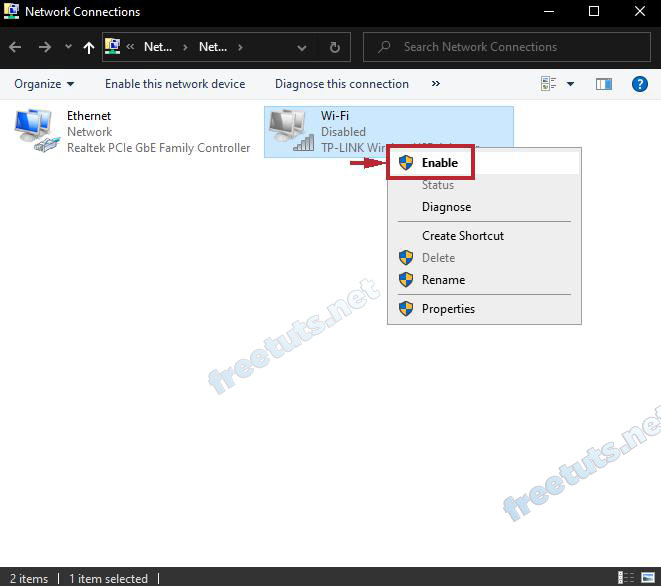 Network Connections
Net... Net... Search Network Connections
Organize Enable this network device Diagnose this connection »
Ethernet
Network
Realtek PCIe GbE Family Controller
Wi-Fi
Disabled
TP-LINK
Enable
Status
Diagnose
Create Shortcut
Delete
Rename
Properties
freetuts.net
freetuts.net
2 items 1 item selected